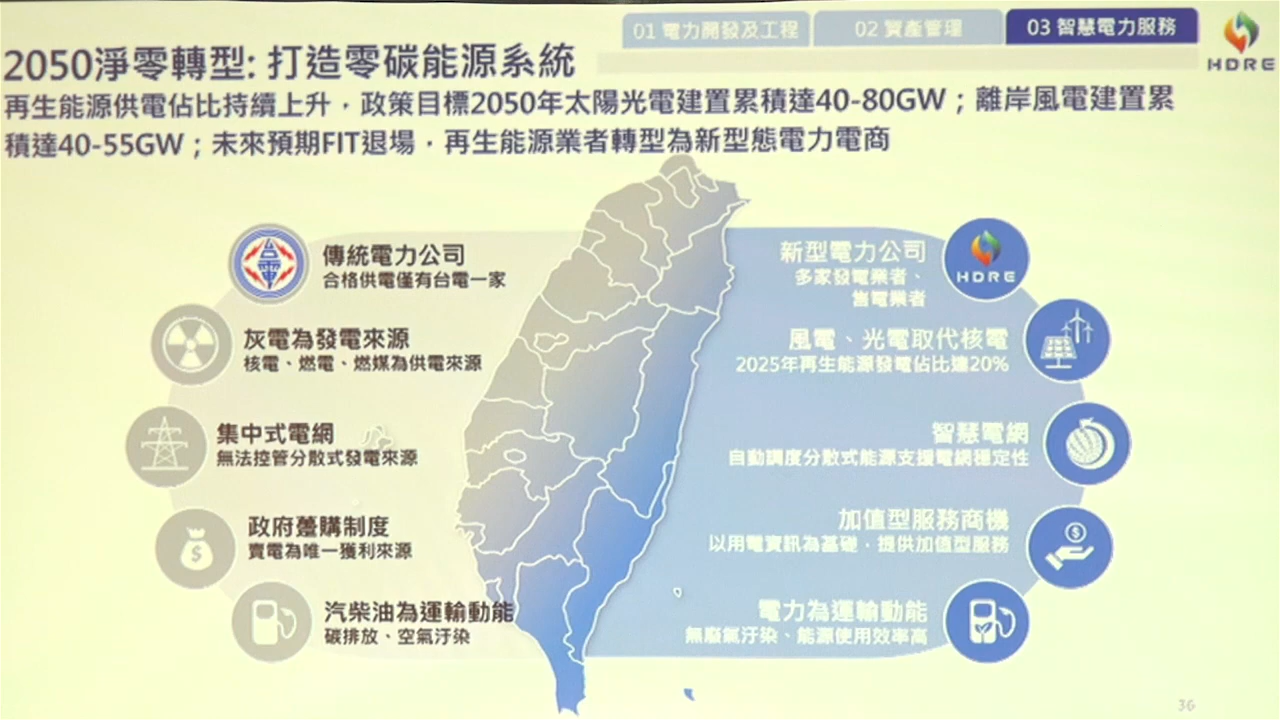 01 電力開發及工程
02 資產管理
03 智慧電力服務
HDRE
2050淨零轉型: 打造零碳能源系統
再生能源供電佔比持續上升，政策目標2050年太陽光電建置累積達40-80GW；離岸風電建置累
積達40-55GW；未來預期FIT退場，再生能源業者轉型為新型態電力電商
台電
傳統電力公司
合格供電僅有台電一家
灰電為發電來源
核電、燃電、燃媒為供電來源
集中式電網
無法控管分散式發電來源
政府躉購制度
賣電為唯一獲利來源
汽柴油為運輸動能
碳排放、空氣汙染
新型電力公司
多家發電業者、
售電業者
HDRE
風電、光電取代核電
2025年再生能源發電佔比達20%
智慧電網
自動調度分散式能源支援電網穩定性
加值型服務商機
以用電資訊為基礎，提供加值型服務
電力為運輸動能
無廢氣汙染、能源使用效率高
36